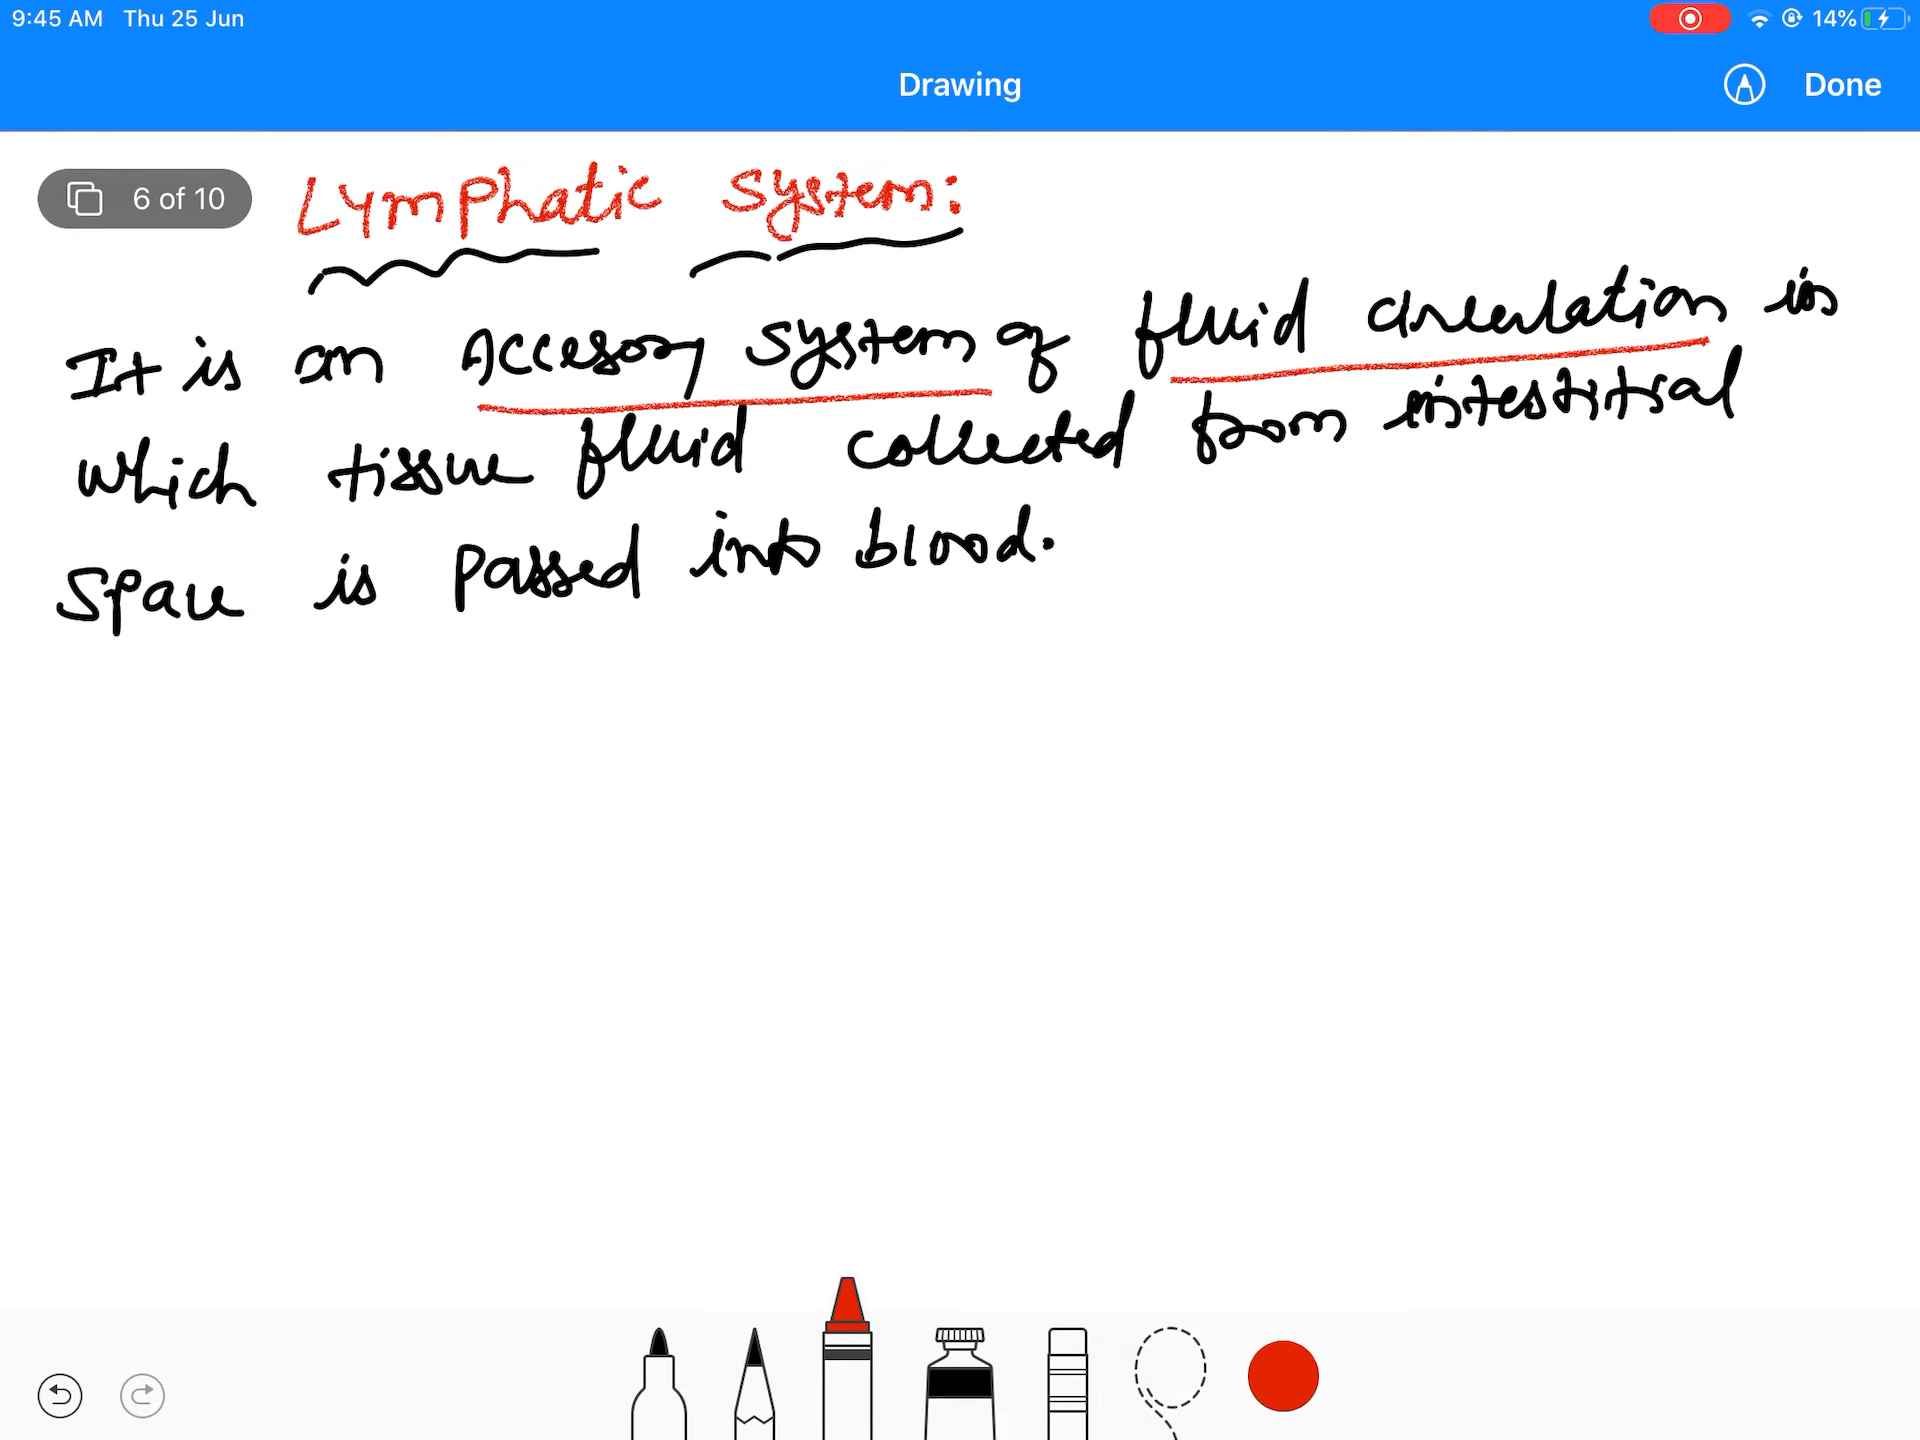 9:45 AM Thu 25 Jun 14%
Drawing Done
6 of 10 Lymphatic System:
It is an Accesory system of fluid circulation in
which tissue fluid collected from intestitial
Space is passed into blood.